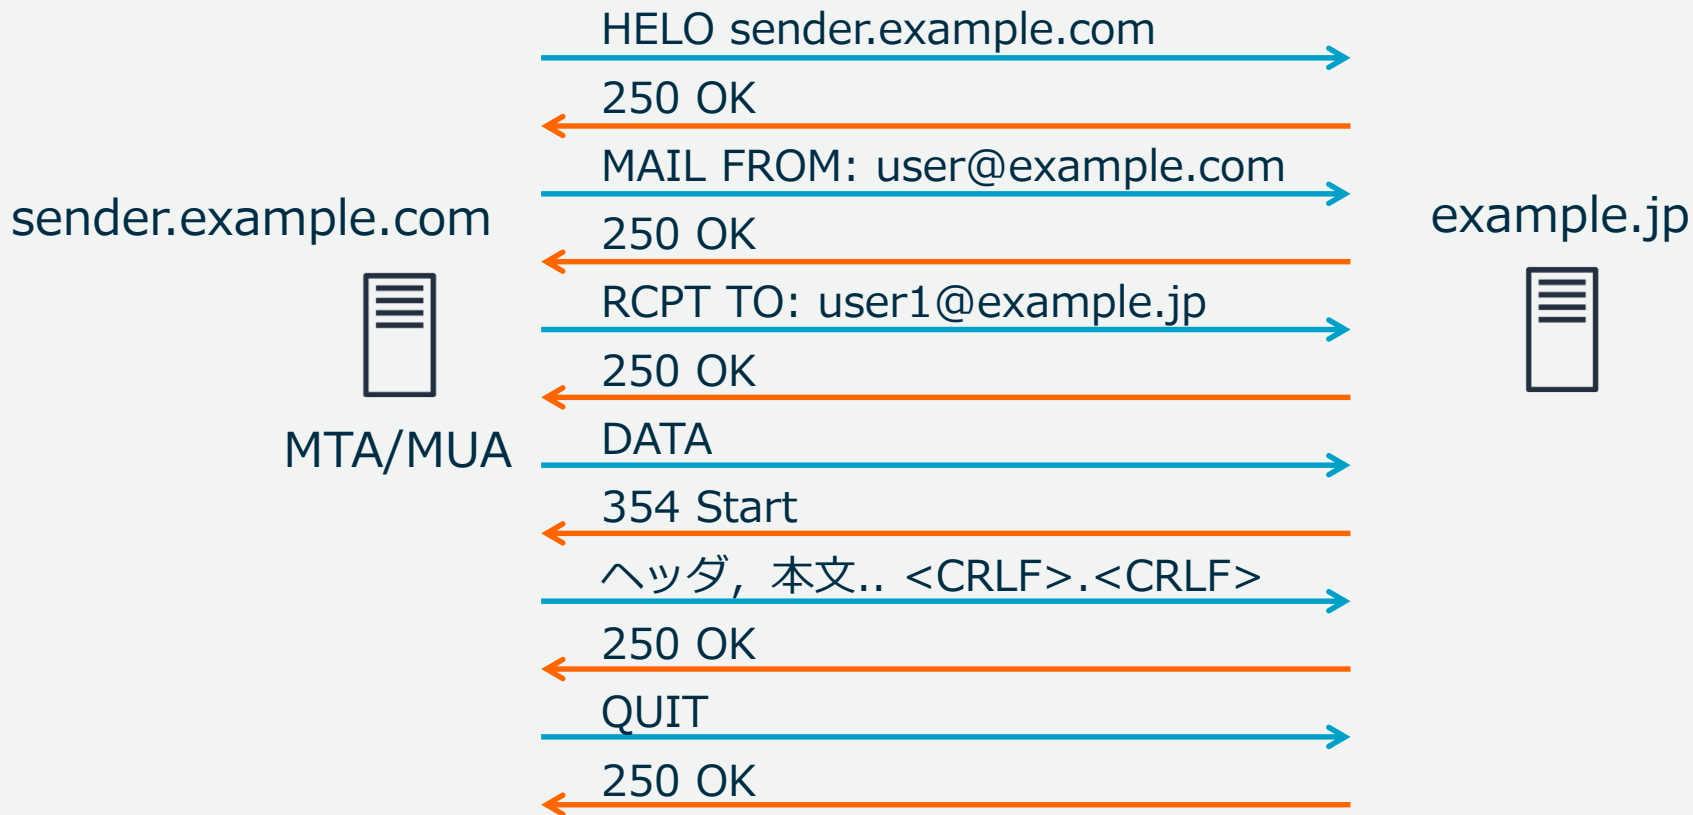 HELO sender.example.com
250 OK
MAIL FROM: user@example.com
sender.example.com
example.jp
250 OK
RCPT TO: user1@example.jp
250 OK
MTA/MUA
DATA
354 Start
ヘッダ, 本文.. <CRLF>.<CRLF>
250 OK
QUIT
250 OK